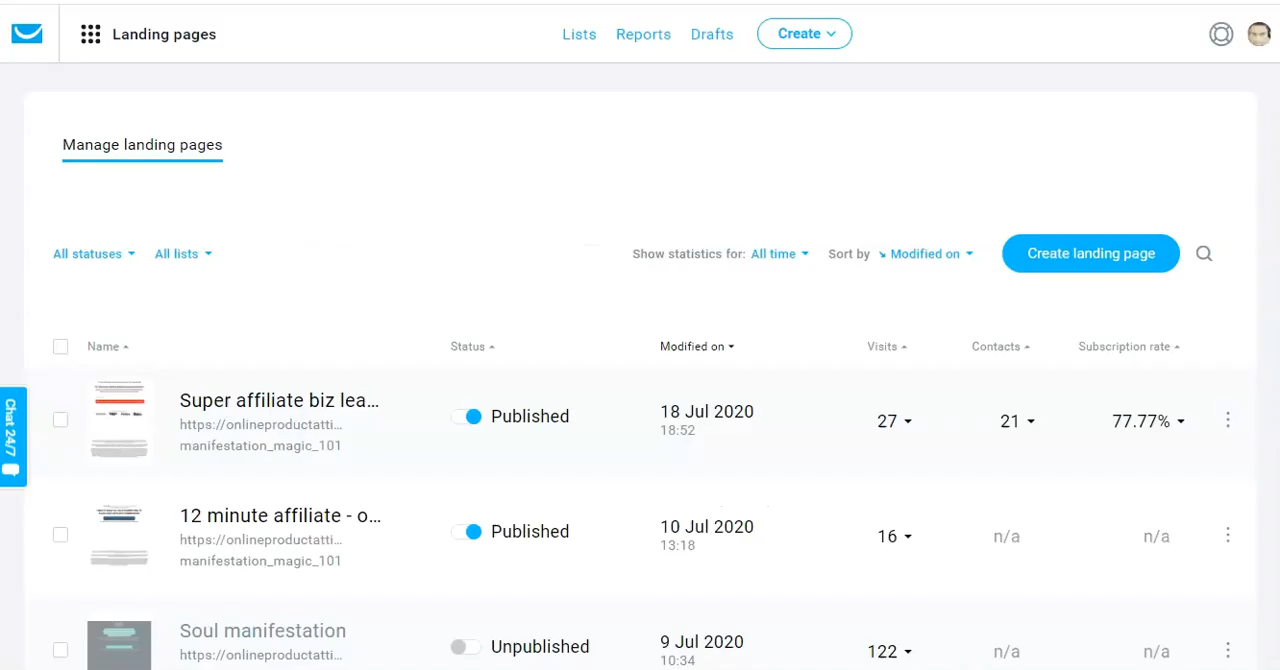 Landing pages
Lists Reports Drafts Create
Manage landing pages
All statuses All lists Show statistics for: All time Sort by Modified on Create landing page
Name Status Modified on Visits Contacts Subscription rate
Super affiliate biz lea... Published 18 Jul 2020 27 21 77.77%
https://onlineproductatti... 18:52
manifestation_magic_101
Chat 24/7
12 minute affiliate - o... Published 10 Jul 2020 16 n/a n/a
https://onlineproductatti... 13:18
manifestation_magic_101
Soul manifestation Unpublished 9 Jul 2020 122 n/a n/a
https://onlineproductatti... 10:34